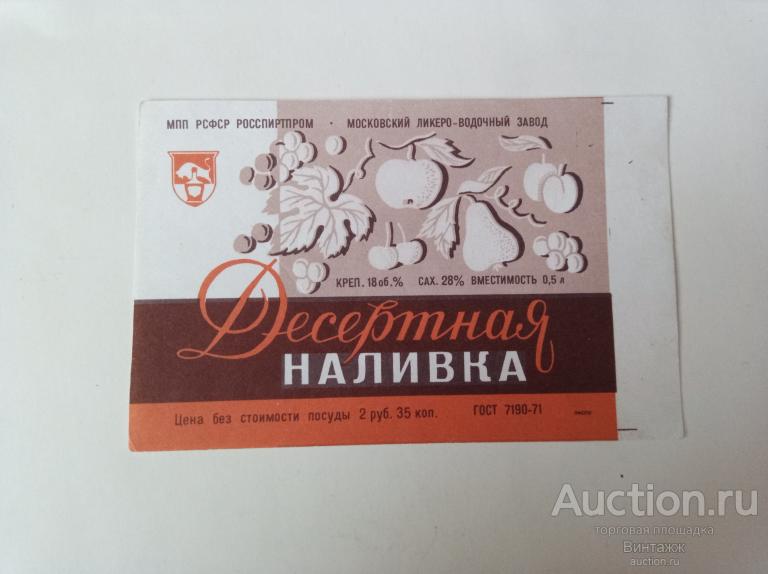 МПП РСФСР РОССПИРТПРОМ · МОСКОВСКИЙ ЛИКЕРО-ВОДОЧНЫЙ ЗАВОД
КРЕП. 18 об.% САХ. 28% ВМЕСТИМОСТЬ 0,5 л
Десертная
НАЛИВКА
Цена без стоимости посуды 2 руб. 35 коп. ГОСТ 7190-71
Auction.ru
торговая площадка
Винтажк
auction.ru